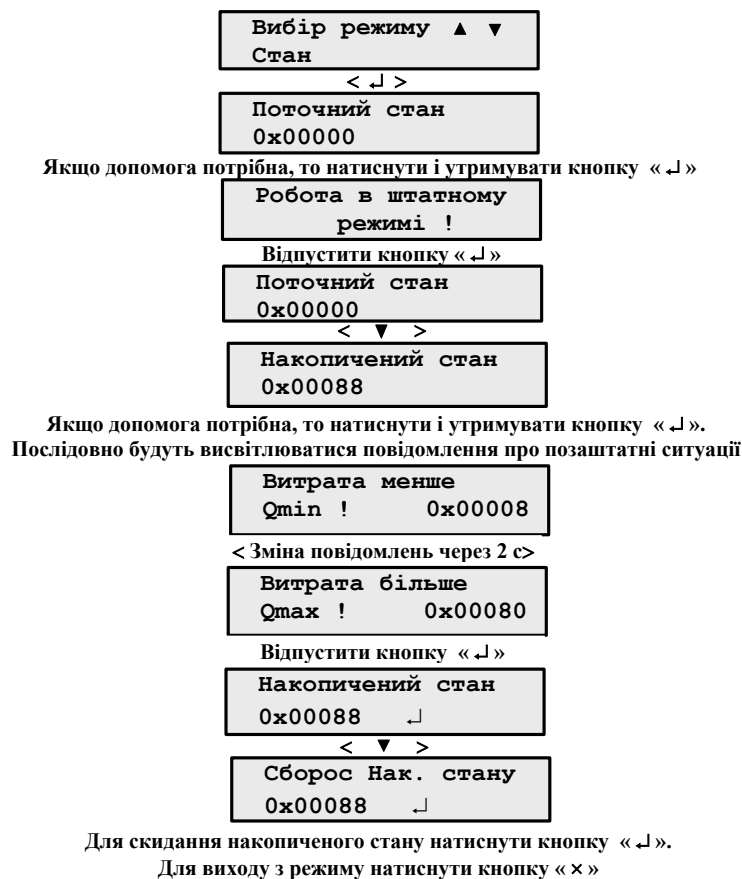 Вибір режиму ▲ ▼
Стан
< ↵ >
Поточний стан
0x00000
Якщо допомога потрібна, то натиснути і утримувати кнопку « ↵ »
Робота в штатному
режимі !
Відпустити кнопку « ↵ »
Поточний стан
0x00000
< ▼ >
Накопичений стан
0x00088
Якщо допомога потрібна, то натиснути і утримувати кнопку « ↵ ».
Послідовно будуть висвітлюватися повідомлення про позаштатні ситуації
Витрата менше
Qmin ! 0x00008
< Зміна повідомлень через 2 с>
Витрата більше
Qmax ! 0x00080
Відпустити кнопку « ↵ »
Накопичений стан
0x00088 ↵
< ▼ >
Сборос Нак. стану
0x00088 ↵
Для скидання накопиченого стану натиснути кнопку « ↵ ».
Для виходу з режиму натиснути кнопку « × »